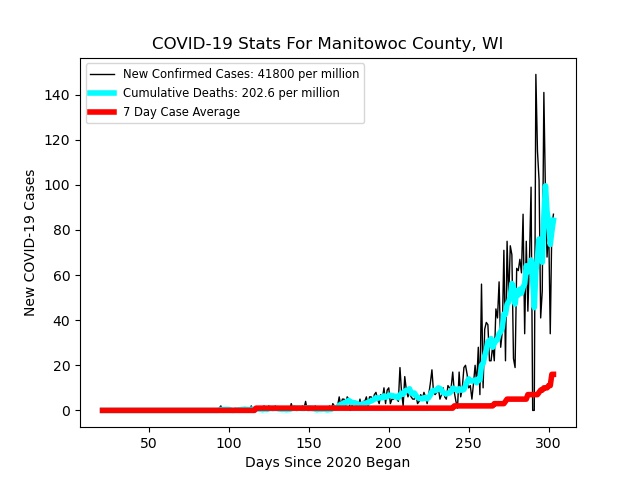 COVID-19 Stats For Manitowoc County, WI
New Confirmed Cases: 41800 per million
Cumulative Deaths: 202.6 per million
7 Day Case Average
New COVID-19 Cases
140
120
100
80
60
40
20
0
50 100 150 200 250 300
Days Since 2020 Began